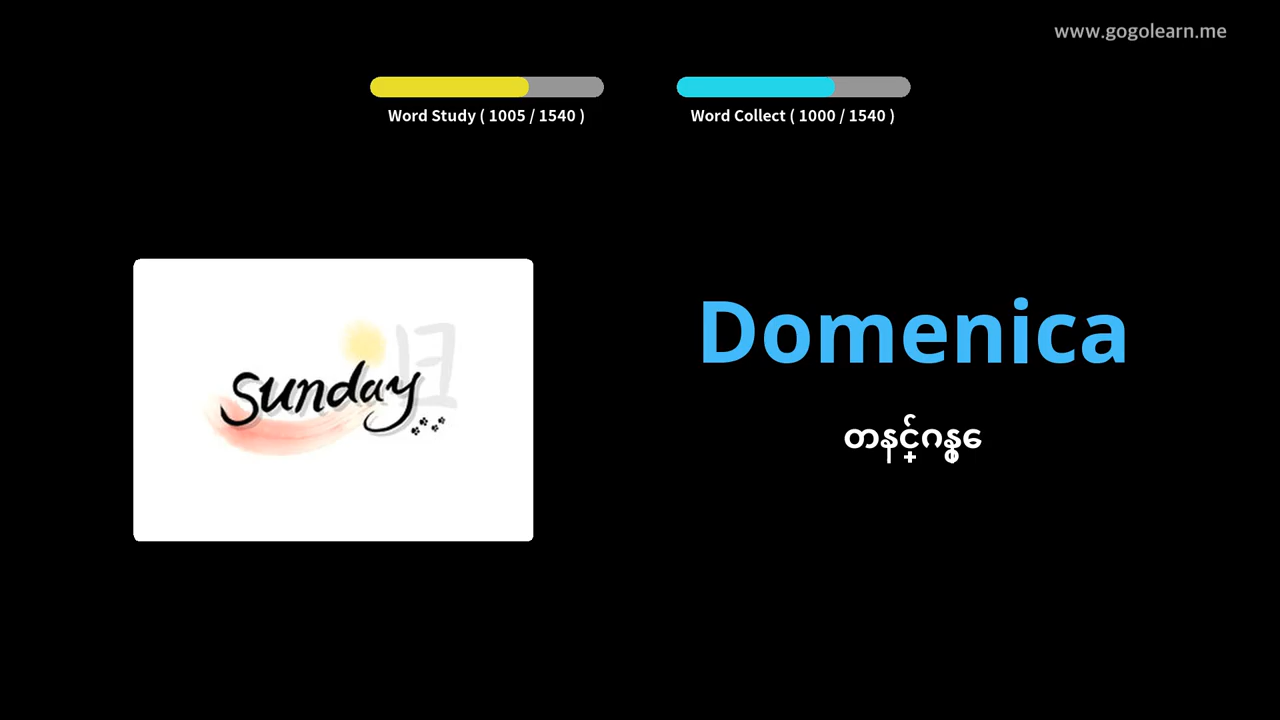 www.gogolearn.me
Word Study ( 1005 / 1540 )
Word Collect ( 1000 / 1540 )
Sunday
Domenica
တနင်္ဂနွေ